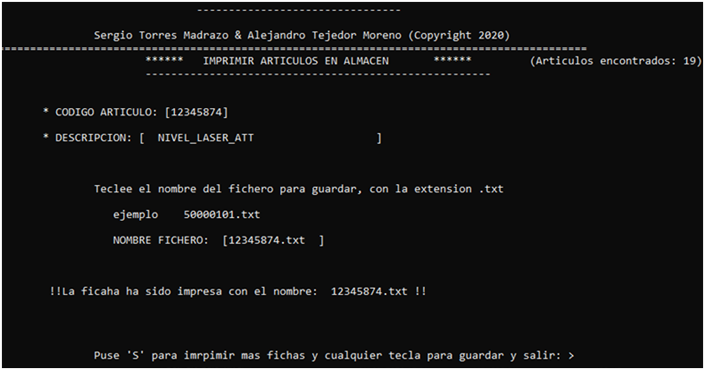 -------------------------------
Sergio Torres Madrazo & Alejandro Tejedor Moreno (Copyright 2020)
===========================================================================================
****** IMPRIMIR ARTICULOS EN ALMACEN ****** (Articulos encontrados: 19)
-----------------------------------------------------
* CODIGO ARTICULO: [12345874]
* DESCRIPCION: [ NIVEL_LASER_ATT ]
Teclee el nombre del fichero para guardar, con la extension .txt
ejemplo 50000101.txt
NOMBRE FICHERO: [12345874.txt ]
!!La ficaha ha sido impresa con el nombre: 12345874.txt !!
Puse 'S' para imrpimir mas fichas y cualquier tecla para guardar y salir: >